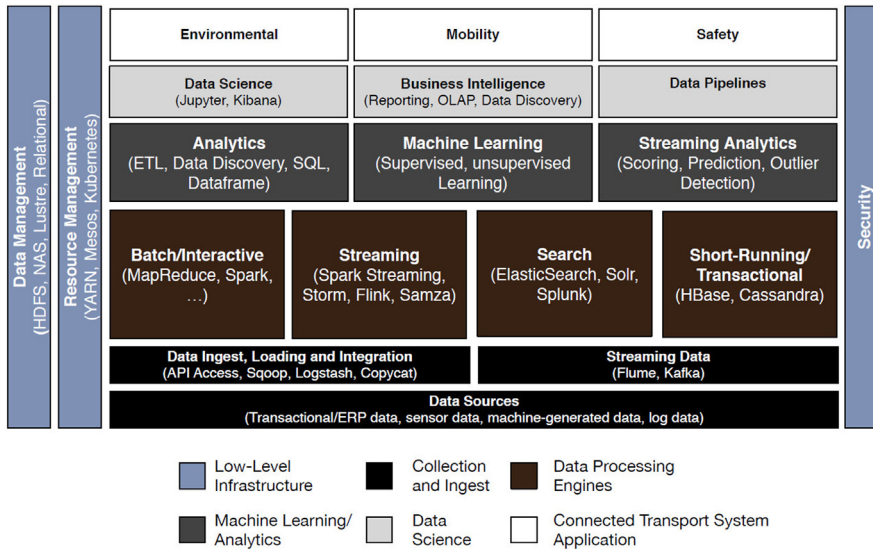 Data Management
(HDFS, NAS, Lustre, Relational)
Resource Management
(YARN, Mesos, Kubernetes)
Environmental
Mobility
Safety
Data Science
(Jupyter, Kibana)
Business Intelligence
(Reporting, OLAP, Data Discovery)
Data Pipelines
Analytics
(ETL, Data Discovery, SQL,
Dataframe)
Machine Learning
(Supervised, unsupervised
Learning)
Streaming Analytics
(Scoring, Prediction, Outlier
Detection)
Batch/Interactive
(MapReduce, Spark,
…)
Streaming
(Spark Streaming,
Storm, Flink, Samza)
Search
(ElasticSearch, Solr,
Splunk)
Short-Running/
Transactional
(HBase, Cassandra)
Data Ingest, Loading and Integration
(API Access, Sqoop, Logstash, Copycat)
Streaming Data
(Flume, Kafka)
Data Sources
(Transactional/ERP data, sensor data, machine-generated data, log data)
Security
Low-Level
Infrastructure
Collection
and Ingest
Data Processing
Engines
Machine Learning/
Analytics
Data
Science
Connected Transport System
Application